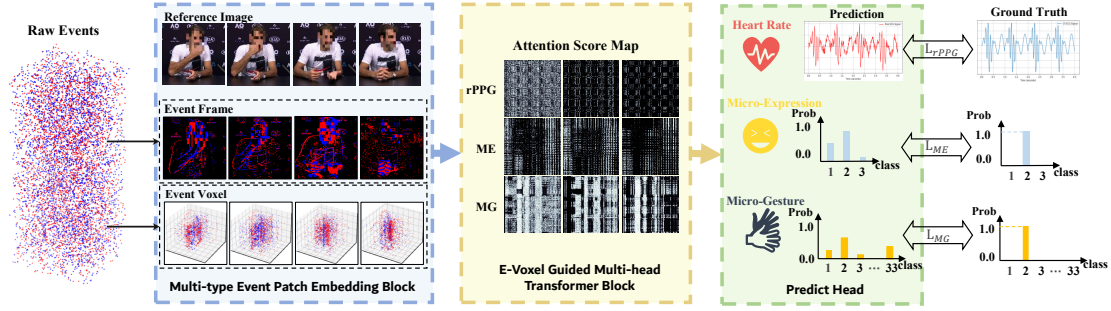 Raw Events
Reference Image
AO
Event Frame
Event Voxel
Multi-type Event Patch Embedding Block
Attention Score Map
rPPG
ME
MG
E-Voxel Guided Multi-head
Transformer Block
Heart Rate
Prediction
Ground Truth
L_rPPG
Micro-Expression
Prob
1.0
0.0
1 2 3
class
L_ME
Prob
1.0
0.0
1 2 3
class
Micro-Gesture
Prob
1.0
0.0
1 2 3 ··· 33
class
L_MG
Prob
1.0
0.0
1 2 3 ··· 33
class
Predict Head